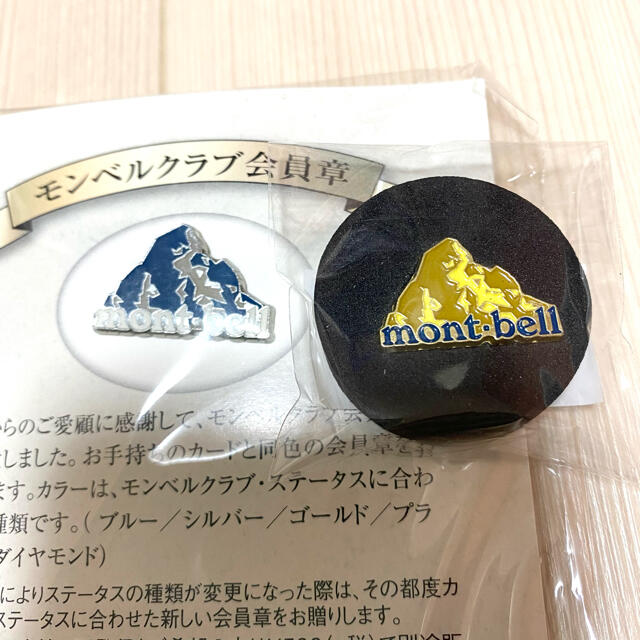 モンベルクラブ会員章
mont·bell
mont·bell
からのご愛顧に感謝して、モンベルクラブ会
しました。お手持ちのカードと同色の会員章を
ます。カラーは、モンベルクラブ・ステータスに合わ
種類です。(ブルー／シルバー／ゴールド／プラ
ダイヤモンド)
によりステータスの種類が変更になった際は、その都度カ
ステータスに合わせた新しい会員章をお贈りします。